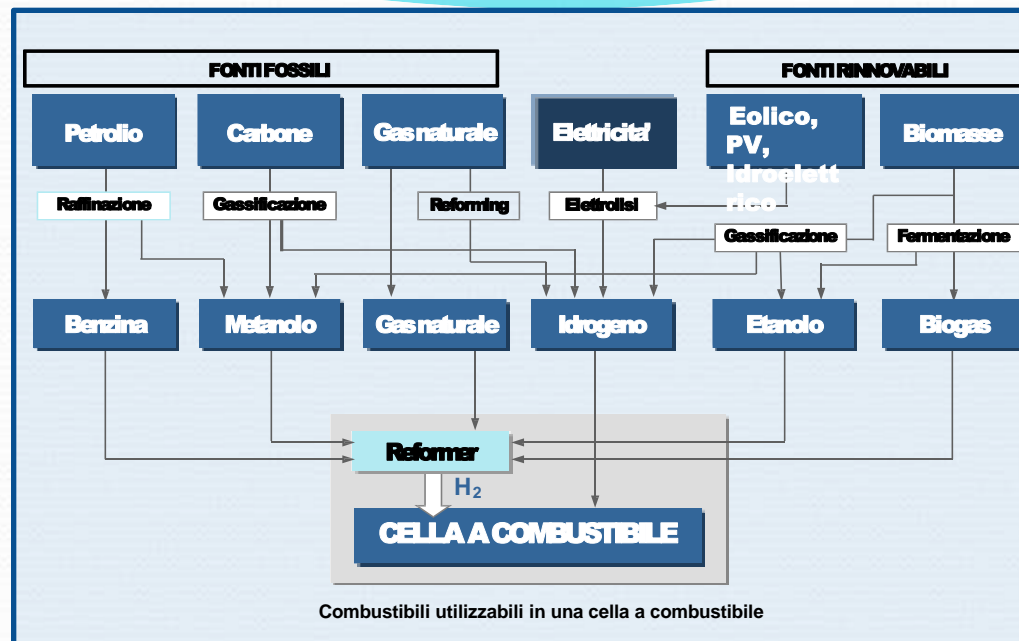 FONTI FOSSILI
FONTI RINNOVABILI
Petrolio
Carbone
Gas naturale
Elettricita'
Eolico,
PV,
Idroelett
rico
Biomasse
Raffinazione
Gassificazione
Reforming
Elettrolisi
Gassificazione
Fermentazione
Benzina
Metanolo
Gas naturale
Idrogeno
Etanolo
Biogas
Reformer
H2
CELLA A COMBUSTIBILE
Combustibili utilizzabili in una cella a combustibile